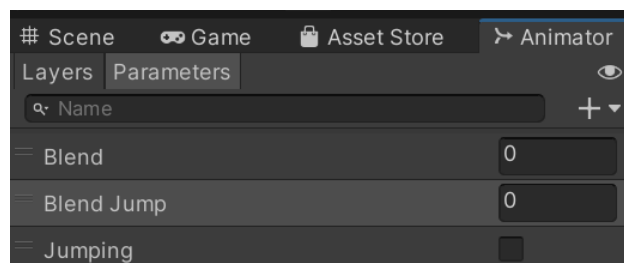 Scene Game Asset Store Animator
Layers Parameters
Name
Blend 0
Blend Jump 0
Jumping